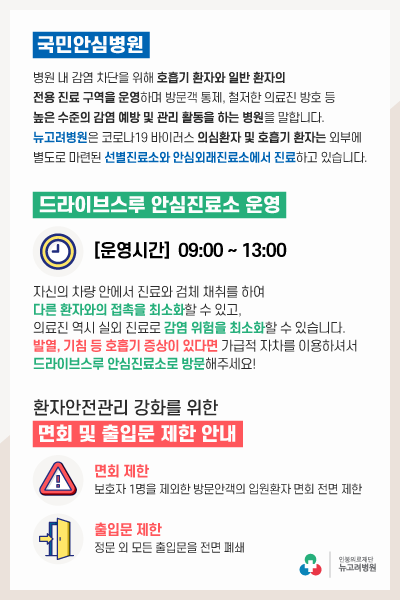 국민안심병원
병원 내 감염 차단을 위해 호흡기 환자와 일반 환자의
전용 진료 구역을 운영하며 방문객 통제, 철저한 의료진 방호 등
높은 수준의 감염 예방 및 관리 활동을 하는 병원을 말합니다.
뉴고려병원은 코로나19 바이러스 의심환자 및 호흡기 환자는 외부에
별도로 마련된 선별진료소와 안심외래진료소에서 진료하고 있습니다.
드라이브스루 안심진료소 운영
[운영시간] 09:00 ~ 13:00
자신의 차량 안에서 진료와 검체 채취를 하여
다른 환자와의 접촉을 최소화할 수 있고,
의료진 역시 실외 진료로 감염 위험을 최소화할 수 있습니다.
발열, 기침 등 호흡기 증상이 있다면 가급적 자차를 이용하셔서
드라이브스루 안심진료소로 방문해주세요!
환자안전관리 강화를 위한
면회 및 출입문 제한 안내
면회 제한
보호자 1명을 제외한 방문안객의 입원환자 면회 전면 제한
출입문 제한
정문 외 모든 출입문을 전면 폐쇄
인봉의료재단
뉴고려병원